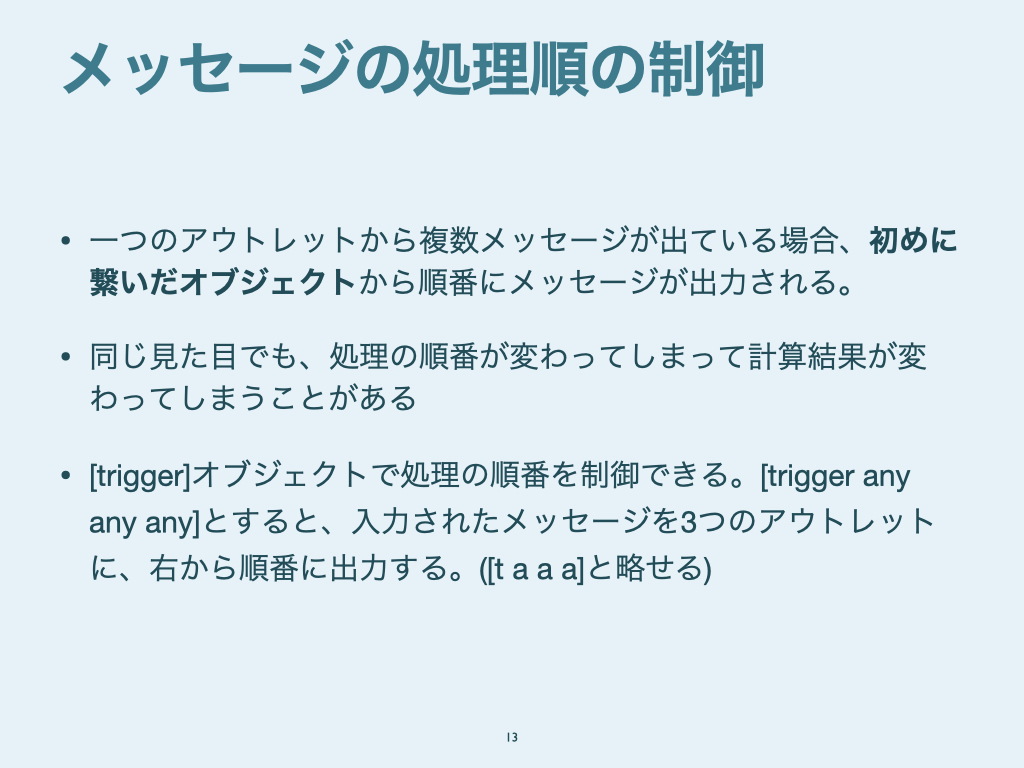 メッセージの処理順の制御
• 一つのアウトレットから複数メッセージが出ている場合、初めに
繋いだオブジェクトから順番にメッセージが出力される。
• 同じ見た目でも、処理の順番が変わってしまって計算結果が変
わってしまうことがある
• [trigger]オブジェクトで処理の順番を制御できる。[trigger any
any any]とすると、入力されたメッセージを3つのアウトレット
に、右から順番に出力する。([t a a a]と略せる)
13